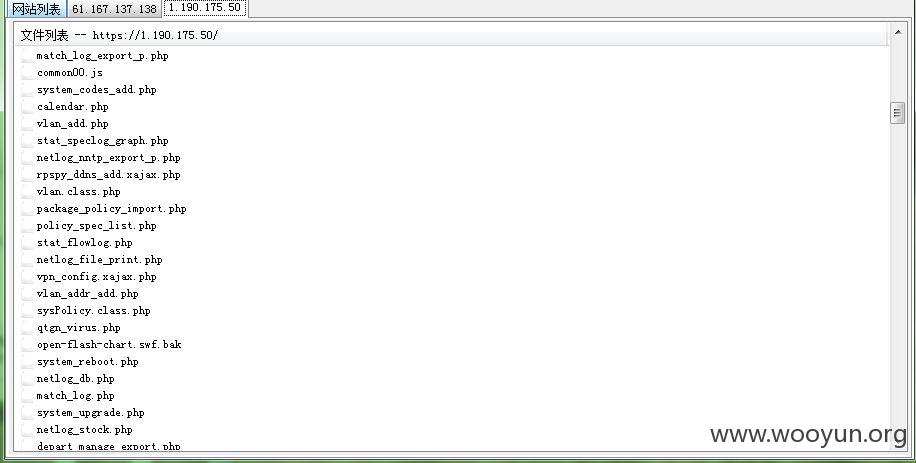 网站列表 61.167.137.138 1.190.175.50
文件列表 -- https://1.190.175.50/
match_log_export_p.php
common00.js
system_codes_add.php
calendar.php
vlan_add.php
stat_speclog_graph.php
netlog_nntp_export_p.php
rpspy_ddns_add.xajax.php
vlan.class.php
package_policy_import.php
policy_spec_list.php
stat_flowlog.php
netlog_file_print.php
vpn_config.xajax.php
vlan_addr_add.php
sysPolicy.class.php
qtgn_virus.php
open-flash-chart.swf.bak
system_reboot.php
netlog_db.php
match_log.php
system_upgrade.php
netlog_stock.php
depart_manage_export.php
www.wooyun.org